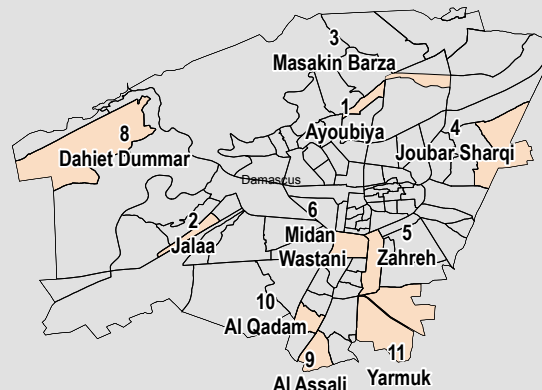 3
Masakin Barza
1
Ayoubiya
4
Joubar Sharqi
8
Dahiet Dummar
Damascus
2
Jalaa
6
Midan
Wastani
5
Zahreh
10
Al Qadam
9
Al Assali
11
Yarmuk